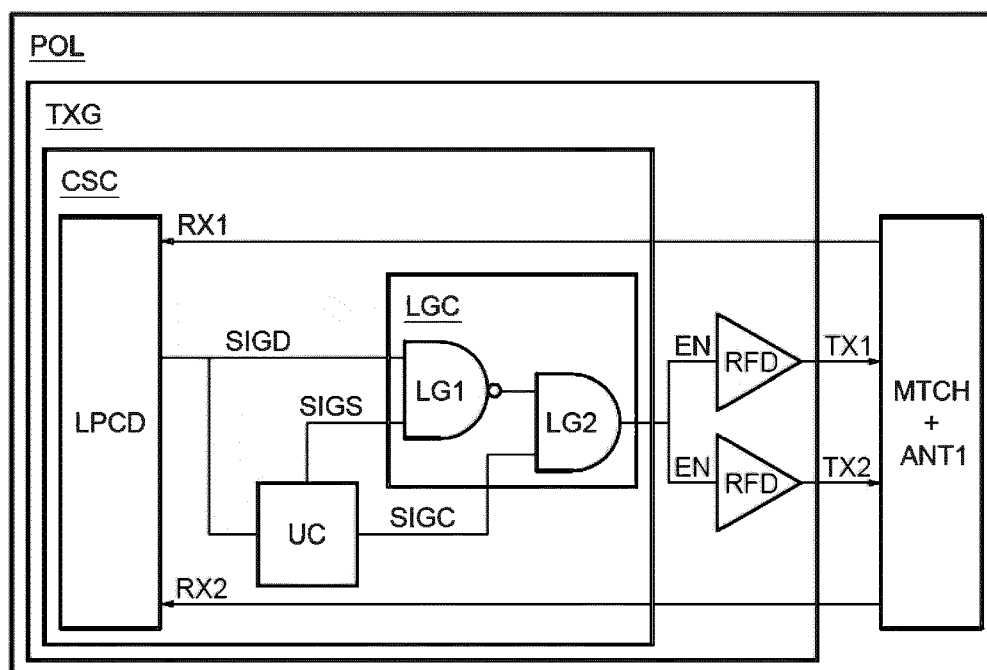 POL
TXG
CSC
RX1
LGC
SIGD
EN
RFD
TX1
LG1
LPCD
SIGS
LG2
MTCH
+
ANT1
EN
RFD
TX2
UC
SIGC
RX2